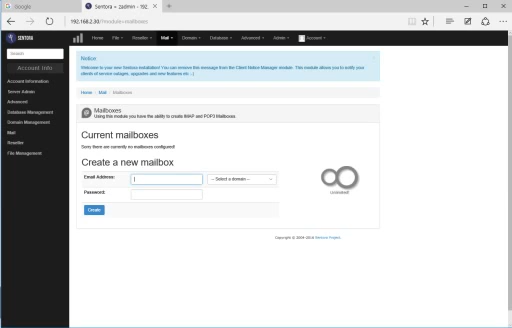 Google
Sentora » zadmin - 192.
192.168.2.30/?module=mailboxes
SENTORA
Home File Reseller Mail Domain Database Advanced Admin Account
Search
Account Info
Account Information
Server Admin
Advanced
Database Management
Domain Management
Mail
Reseller
File Management
Notice
Welcome to your new Sentora installation! You can remove this message from the Client Notice Manager module. This module allows you to notify your
clients of service outages, upgrades and new features etc :-)
Home / Mail / Mailboxes
Mailboxes
Using this module you have the ability to create IMAP and POP3 Mailboxes.
Current mailboxes
Sorry there are currently no mailboxes configured!
Create a new mailbox
Email Address:
-- Select a domain --
Password:
Create
Copyright © 2004-2014 Sentora Project.